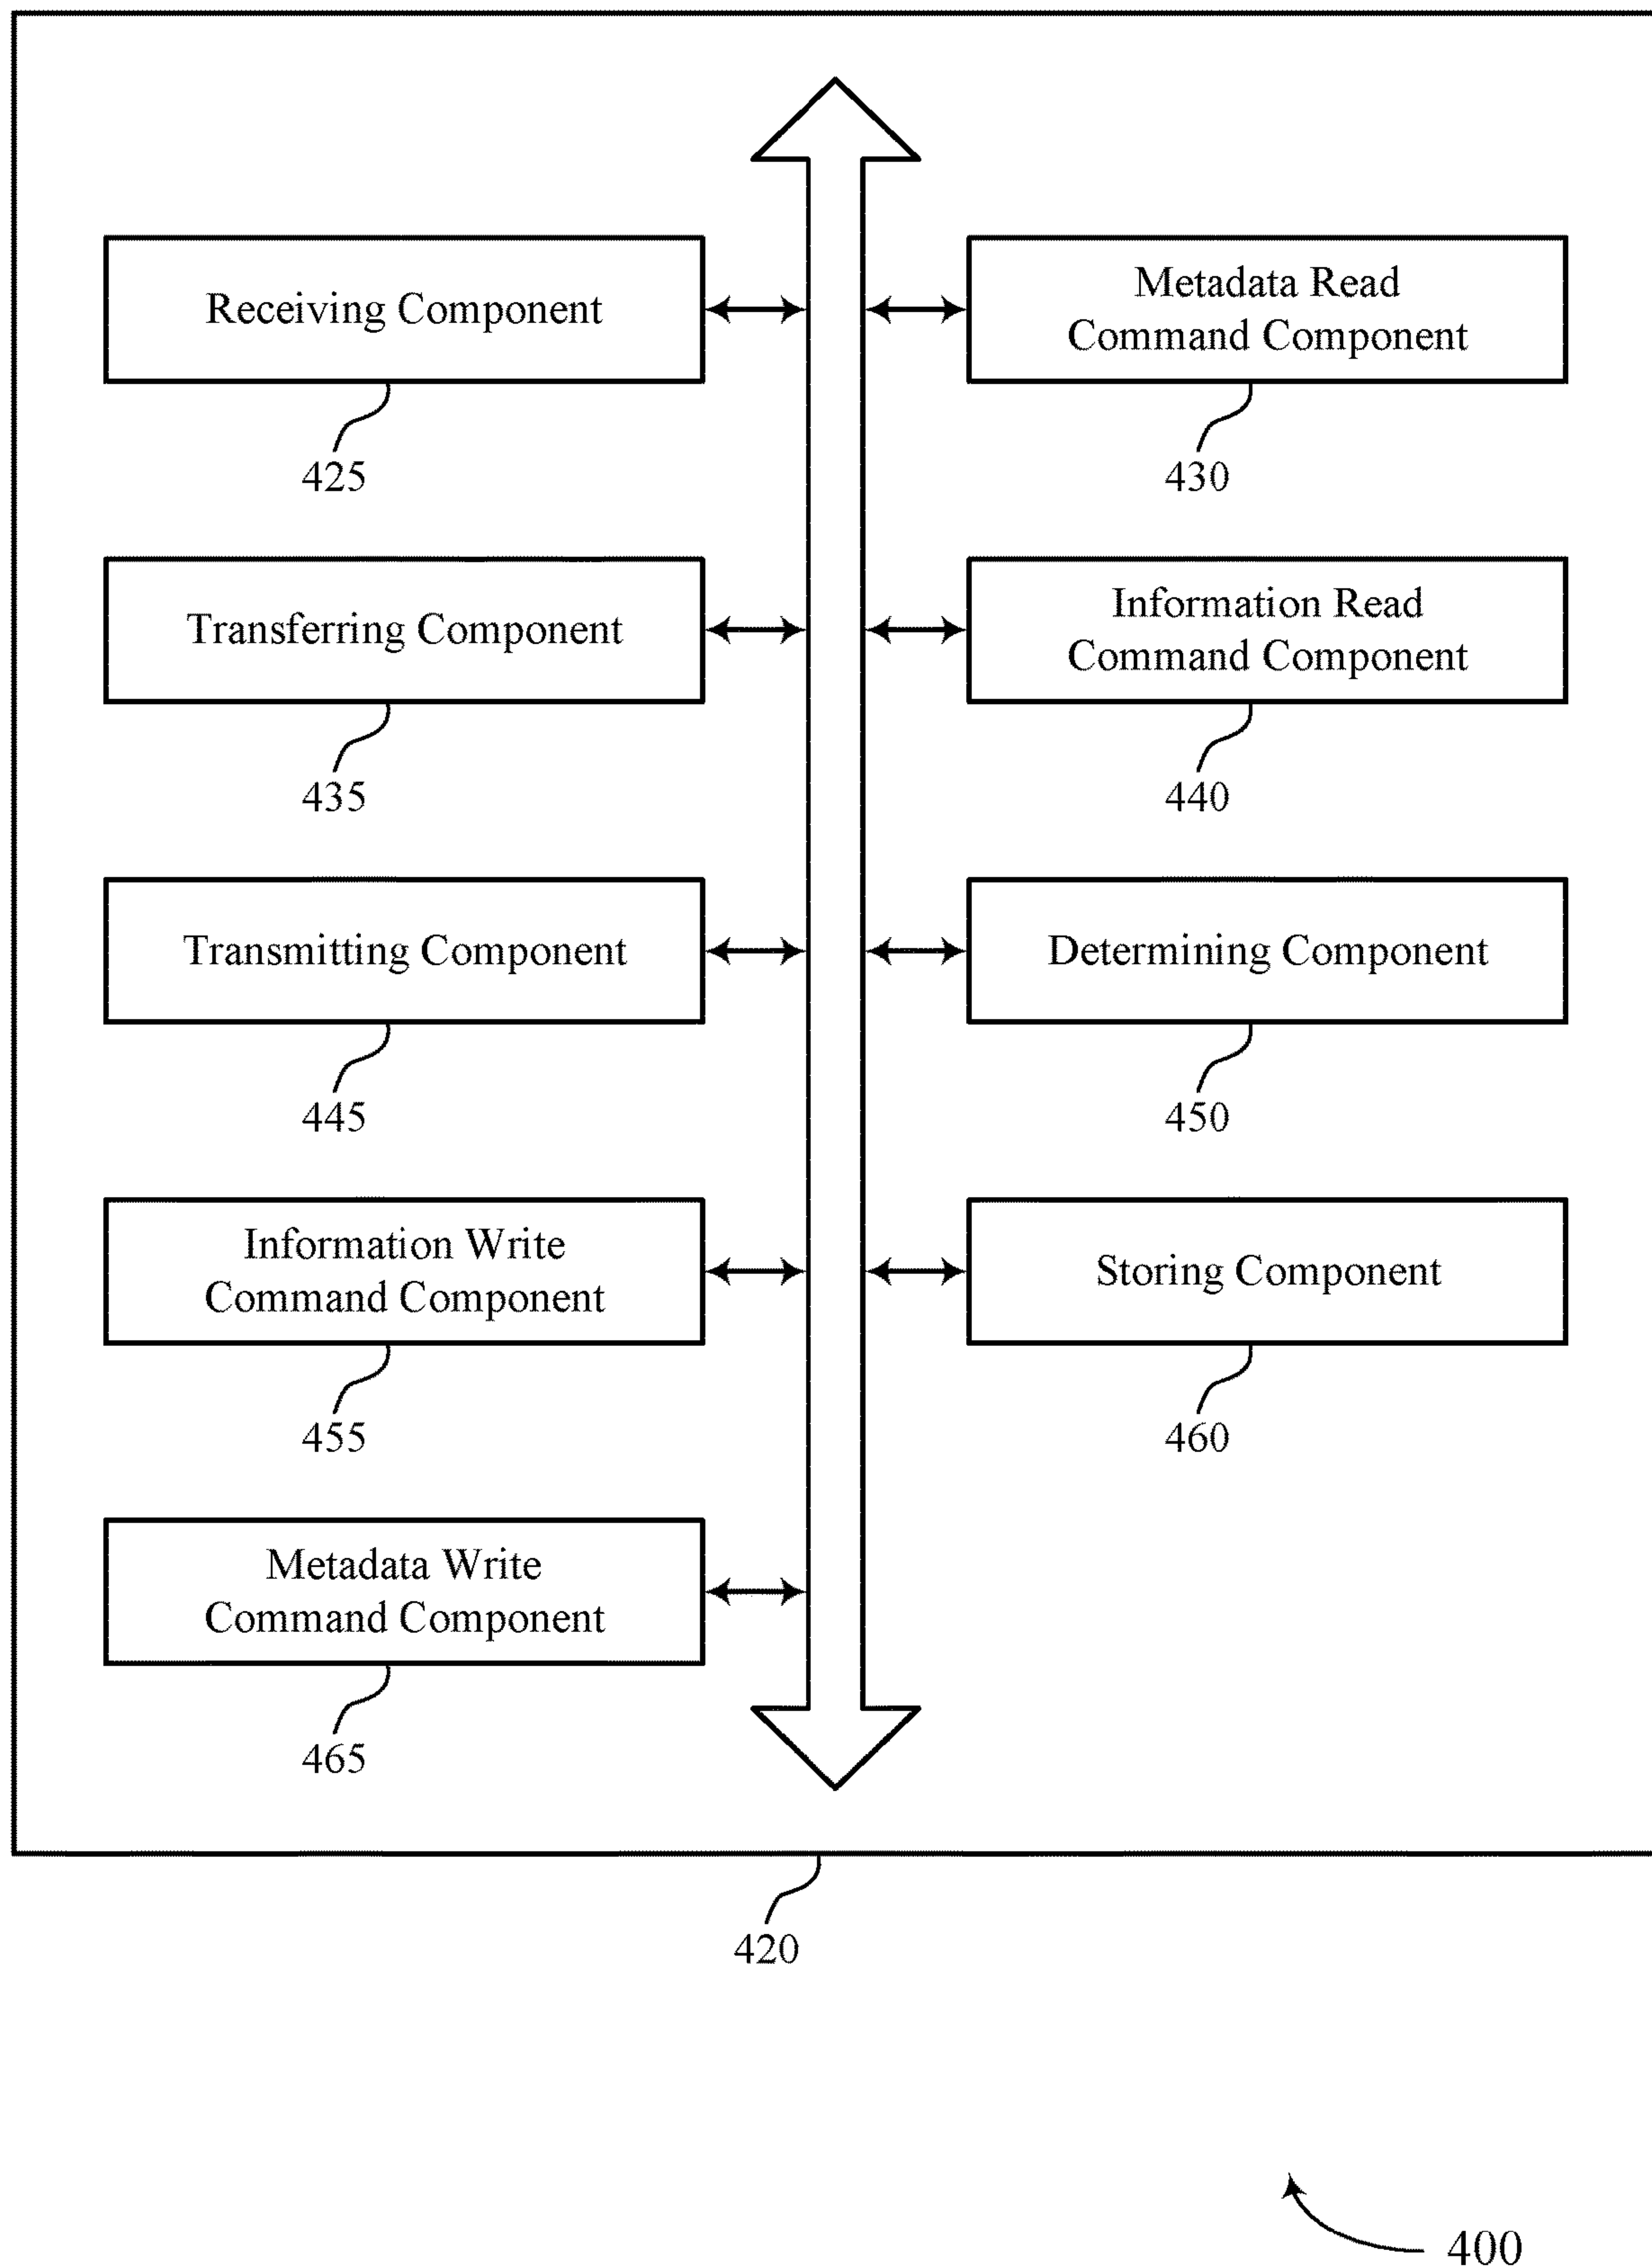 Receiving Component
425
Metadata Read
Command Component
430
Transferring Component
435
Information Read
Command Component
440
Transmitting Component
445
Determining Component
450
Information Write
Command Component
455
Storing Component
460
Metadata Write
Command Component
465
420
400